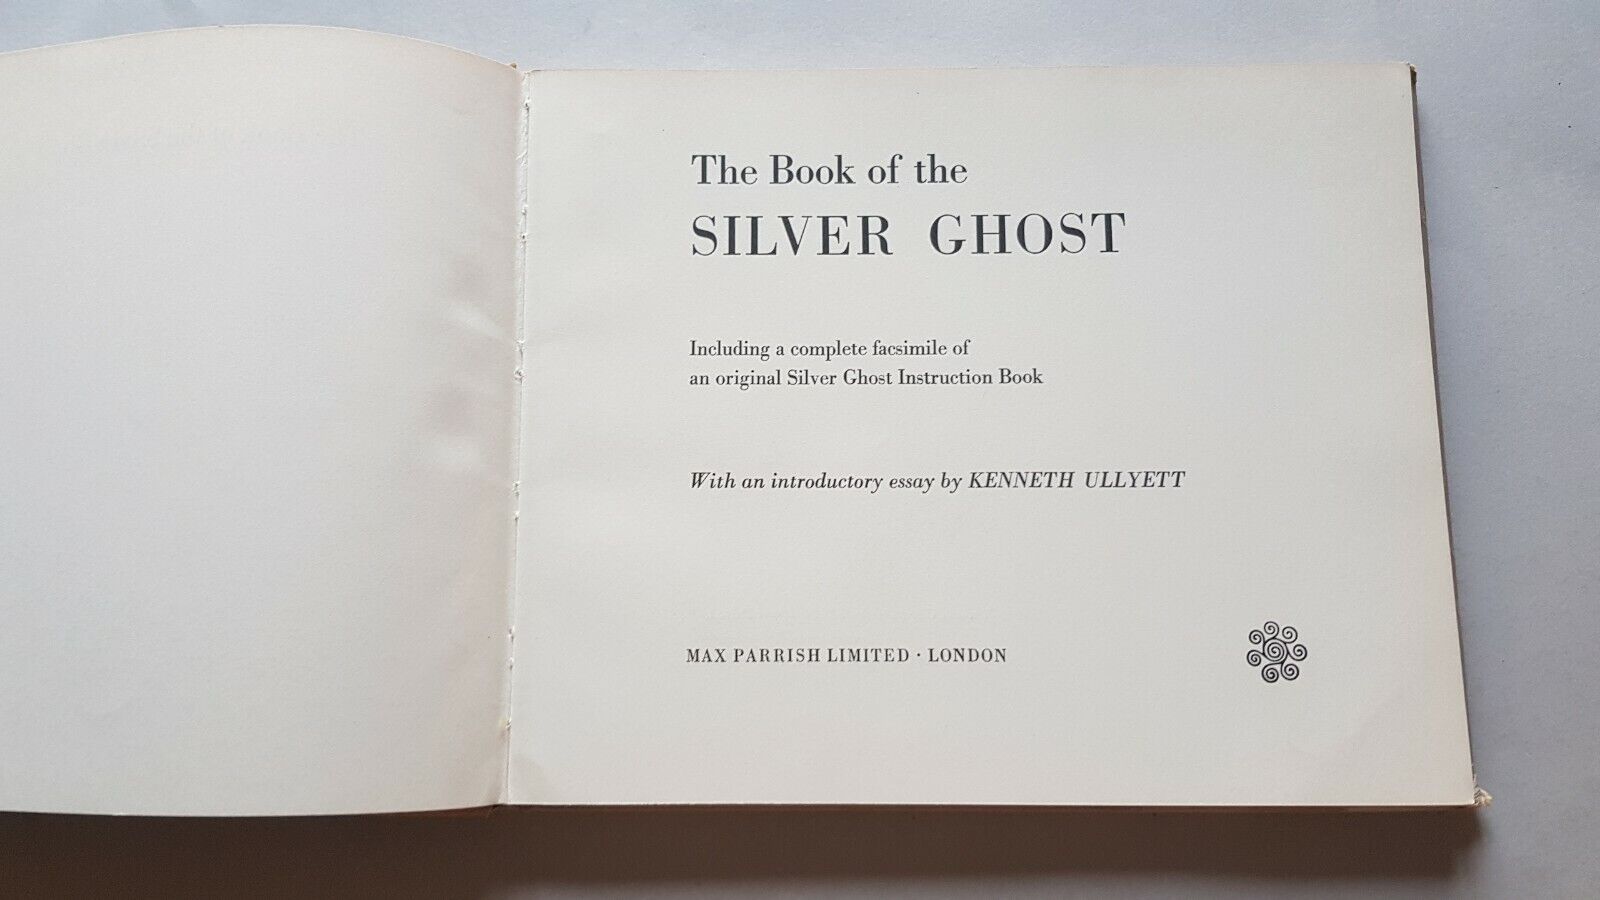 The Book of the
SILVER GHOST
Including a complete facsimile of
an original Silver Ghost Instruction Book
With an introductory essay by KENNETH ULLYETT
MAX PARRISH LIMITED · LONDON